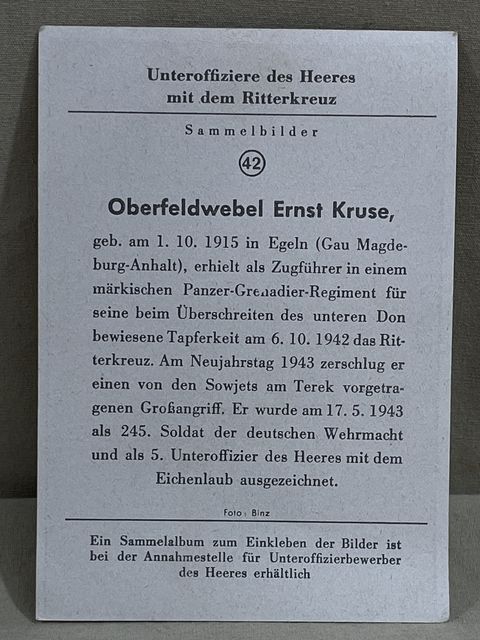 Unteroffiziere des Heeres
mit dem Ritterkreuz
Sammelbilder
42
Oberfeldwebel Ernst Kruse,
geb. am 1. 10. 1915 in Egeln (Gau Magde-
burg-Anhalt), erhielt als Zugführer in einem
märkischen Panzer-Grenadier-Regiment für
seine beim Überschreiten des unteren Don
bewiesene Tapferkeit am 6. 10. 1942 das Rit-
terkreuz. Am Neujahrstag 1943 zerschlug er
einen von den Sowjets am Terek vorgetra-
genen Großangriff. Er wurde am 17. 5. 1943
als 245. Soldat der deutschen Wehrmacht
und als 5. Unteroffizier des Heeres mit dem
Eichenlaub ausgezeichnet.
Foto: Binz
Ein Sammelalbum zum Einkleben der Bilder ist
bei der Annahmestelle für Unteroffizierbewerber
des Heeres erhältlich